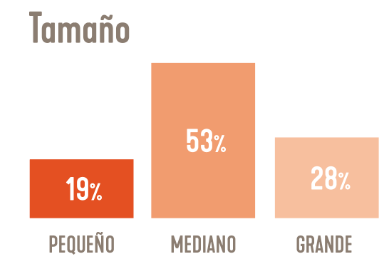 Tamaño
19%
53%
28%
PEQUEÑO
MEDIANO
GRANDE